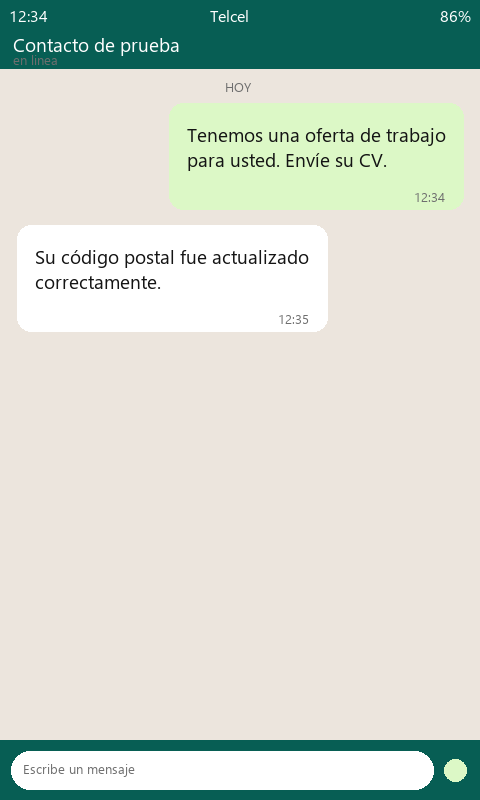 12:34 Telcel 86%
Contacto de prueba
en linea
HOY
Tenemos una oferta de trabajo
para usted. Envíe su CV.
12:34
Su código postal fue actualizado
correctamente.
12:35
Escribe un mensaje